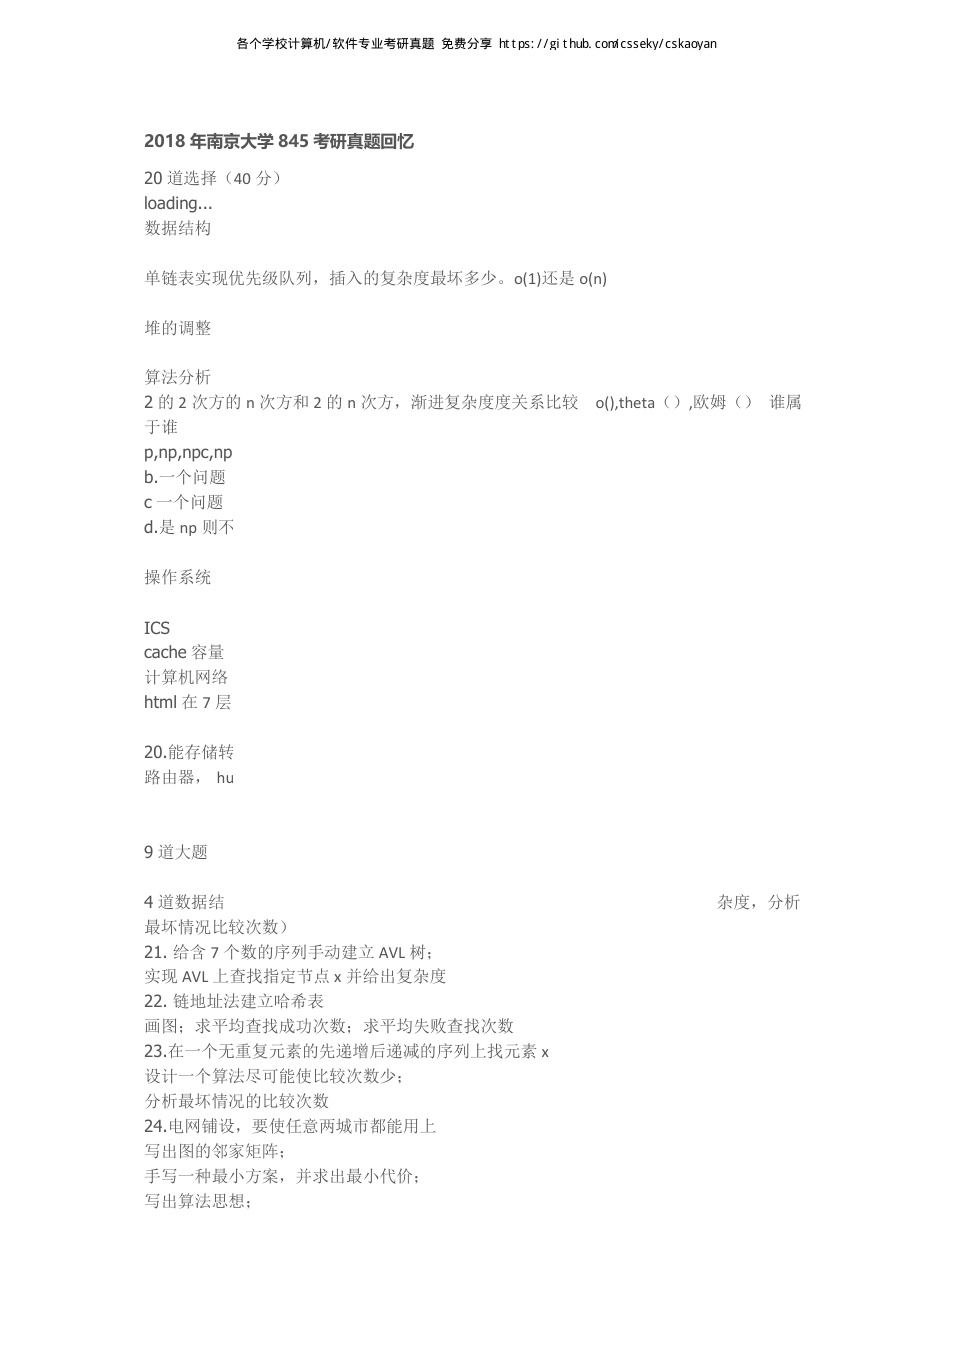 各个学校计算机/软件专业考研真题 免费分享 https://github.com/csseky/cskaoyan
2018 年南京大学 845 考研真题回忆
20 道选择（40 分）
loading...
数据结构
单链表实现优先级队列，插入的复杂度最坏多少。o(1)还是 o(n)
堆的调整
算法分析
2 的 2 次方的 n 次方和 2 的 n 次方，渐进复杂度度关系比较 o(),theta（）,欧姆（） 谁属
于谁
p,np,npc,np
b.一个问题
c 一个问题
d.是 np 则不
操作系统
ICS
cache 容量
计算机网络
html 在 7 层
20.能存储转
路由器， hu
9 道大题
4 道数据结 杂度，分析
最坏情况比较次数）
21. 给含 7 个数的序列手动建立 AVL 树；
实现 AVL 上查找指定节点 x 并给出复杂度
22. 链地址法建立哈希表
画图；求平均查找成功次数；求平均失败查找次数
23.在一个无重复元素的先递增后递减的序列上找元素 x
设计一个算法尽可能使比较次数少；
分析最坏情况的比较次数
24.电网铺设，要使任意两城市都能用上
写出图的邻家矩阵；
手写一种最小方案，并求出最小代价；
写出算法思想；